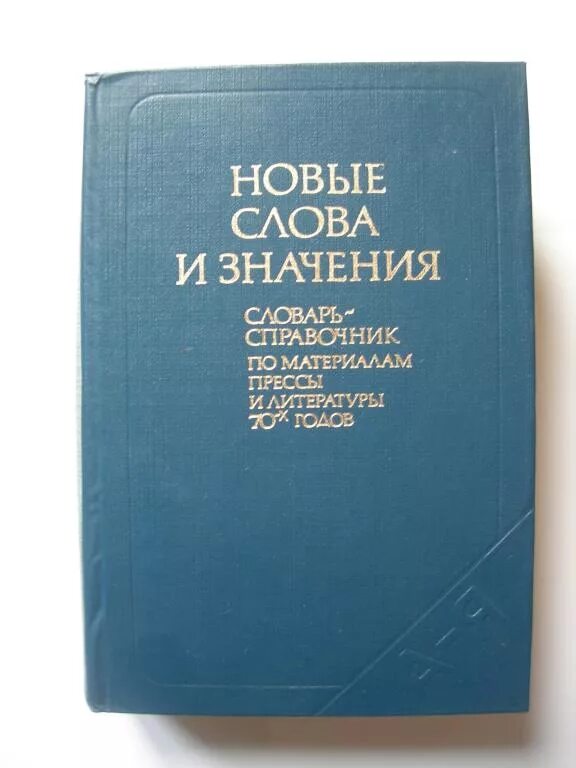 НОВЫЕ
СЛОВА
И ЗНАЧЕНИЯ
СЛОВАРЬ-
СПРАВОЧНИК
ПО МАТЕРИАЛАМ
ПРЕССЫ
И ЛИТЕРАТУРЫ
70-Х ГОДОВ
А-Я